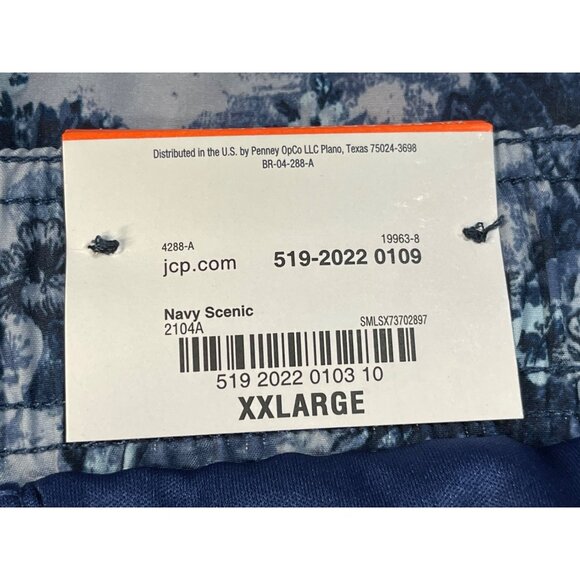 Distributed in the U.S. by Penney OpCo LLC Plano, Texas 75024-3698
BR-04-288-A
4288-A 19963-8
jcp.com 519-2022 0109
Navy Scenic
2104A SMLSX73702897
519 2022 0103 10
XXLARGE